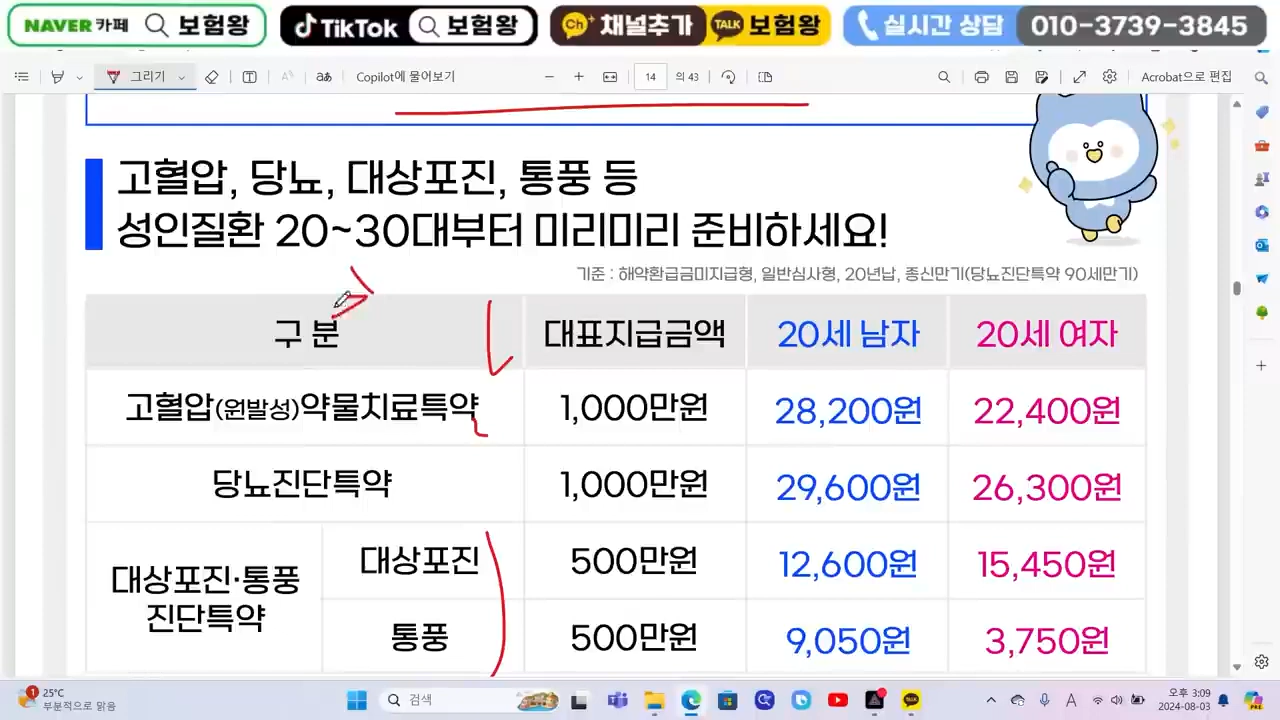 NAVER 카페 보험왕 TikTok 보험왕 Ch+ 채널추가 TALK 보험왕 실시간 상담 010-3739-3845
그리기 Copilot에 물어보기 14 의 43 Acrobat으로 편집
고혈압, 당뇨, 대상포진, 통풍 등
성인질환 20~30대부터 미리미리 준비하세요!
기준 : 해약환급금미지급형, 일반심사형, 20년납, 종신만기(당뇨진단특약 90세만기)
구 분 대표지급금액 20세 남자 20세 여자
고혈압(원발성)약물치료특약 1,000만원 28,200원 22,400원
당뇨진단특약 1,000만원 29,600원 26,300원
대상포진·통풍
진단특약
대상포진 500만원 12,600원 15,450원
통풍 500만원 9,050원 3,750원
1 25°C
부분적으로 맑음
검색
A 오후 3:09
2024-08-03